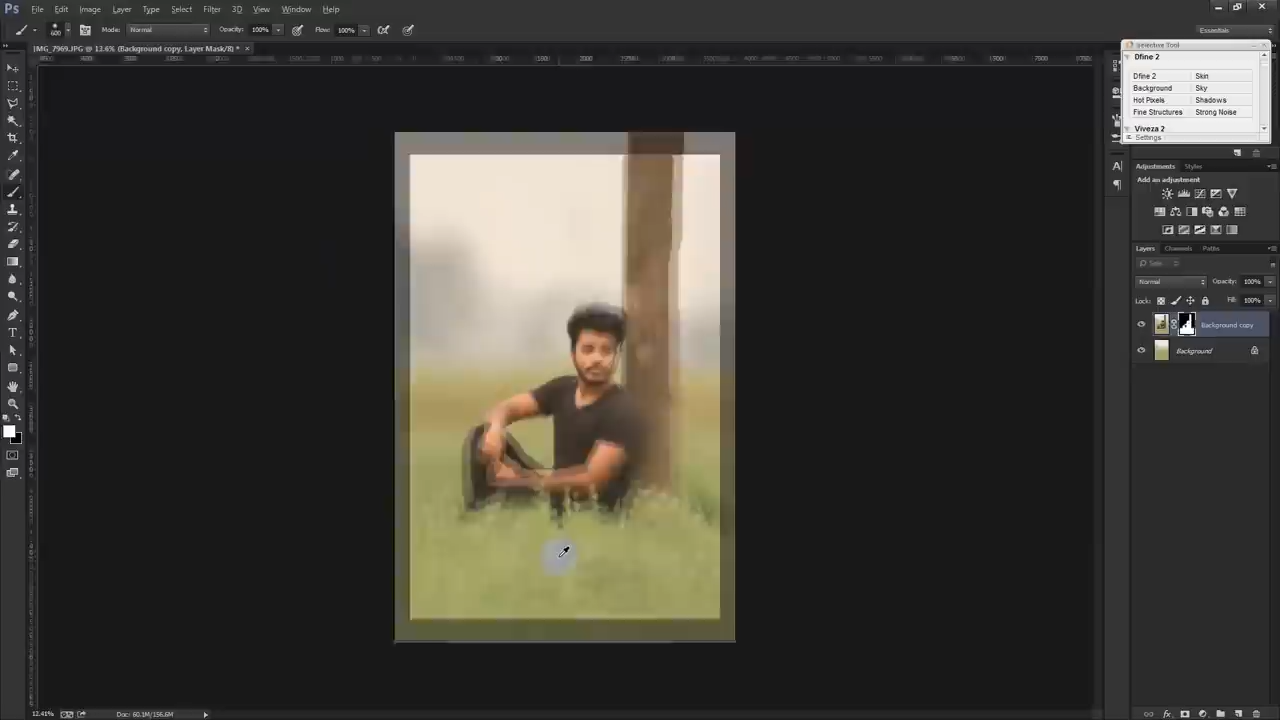 Ps File Edit Image Layer Type Select Filter 3D View Window Help
600 Mode: Normal Opacity: 100% Flow: 100% Essentials
IMG_7969.JPG @ 13.6% (Background copy, Layer Mask/8) * ×
Selective Tool
Dfine 2
Dfine 2 Skin
Background Sky
Hot Pixels Shadows
Fine Structures Strong Noise
Viveza 2
Settings
Adjustments Styles
Add an adjustment
Layers Channels Paths
Normal Opacity: 100%
Lock: Fill: 100%
Background copy
Background
12.41% Doc: 60.1M/156.6M